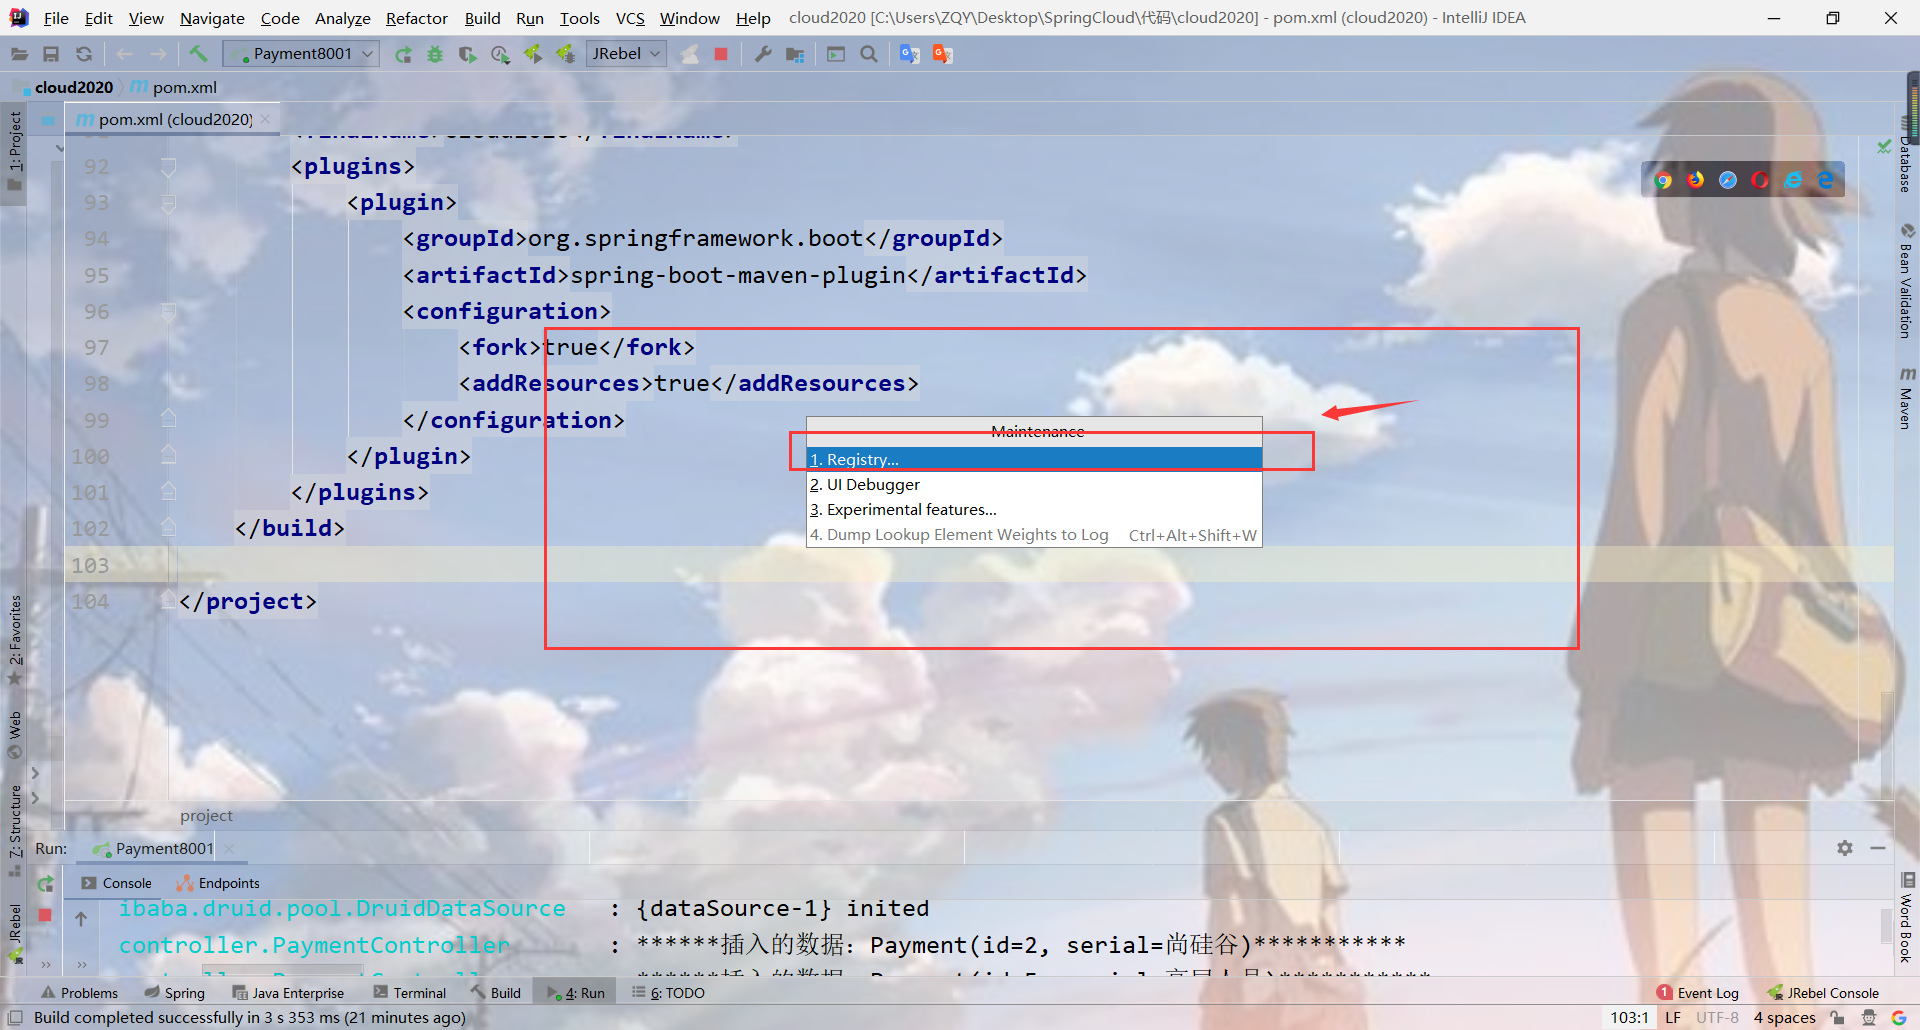 File Edit View Navigate Code Analyze Refactor Build Run Tools VCS Window Help cloud2020 [C:\Users\ZQY\Desktop\SpringCloud\代码\cloud2020] - pom.xml (cloud2020) - IntelliJ IDEA
Payment8001 JRebel
cloud2020 m pom.xml
m pom.xml (cloud2020)
92 <plugins>
93 <plugin>
94 <groupId>org.springframework.boot</groupId>
95 <artifactId>spring-boot-maven-plugin</artifactId>
96 <configuration>
97 <fork>true</fork>
98 <addResources>true</addResources>
99 </configuration>
100 </plugin>
101 </plugins>
102 </build>
103
104 </project>
Maintenance
1. Registry...
2. UI Debugger
3. Experimental features...
4. Dump Lookup Element Weights to Log Ctrl+Alt+Shift+W
1: Project
2: Favorites
Web
7: Structure
JRebel
Database
Bean Validation
m Maven
Word Book
project
Run: Payment8001
Console Endpoints
ibaba.druid.pool.DruidDataSource : {dataSource-1} inited
controller.PaymentController : ******插入的数据: Payment(id=2, serial=尚硅谷)***********
Problems Spring Java Enterprise Terminal Build 4: Run 6: TODO 1 Event Log JRebel Console
Build completed successfully in 3 s 353 ms (21 minutes ago) 103:1 LF UTF-8 4 spaces